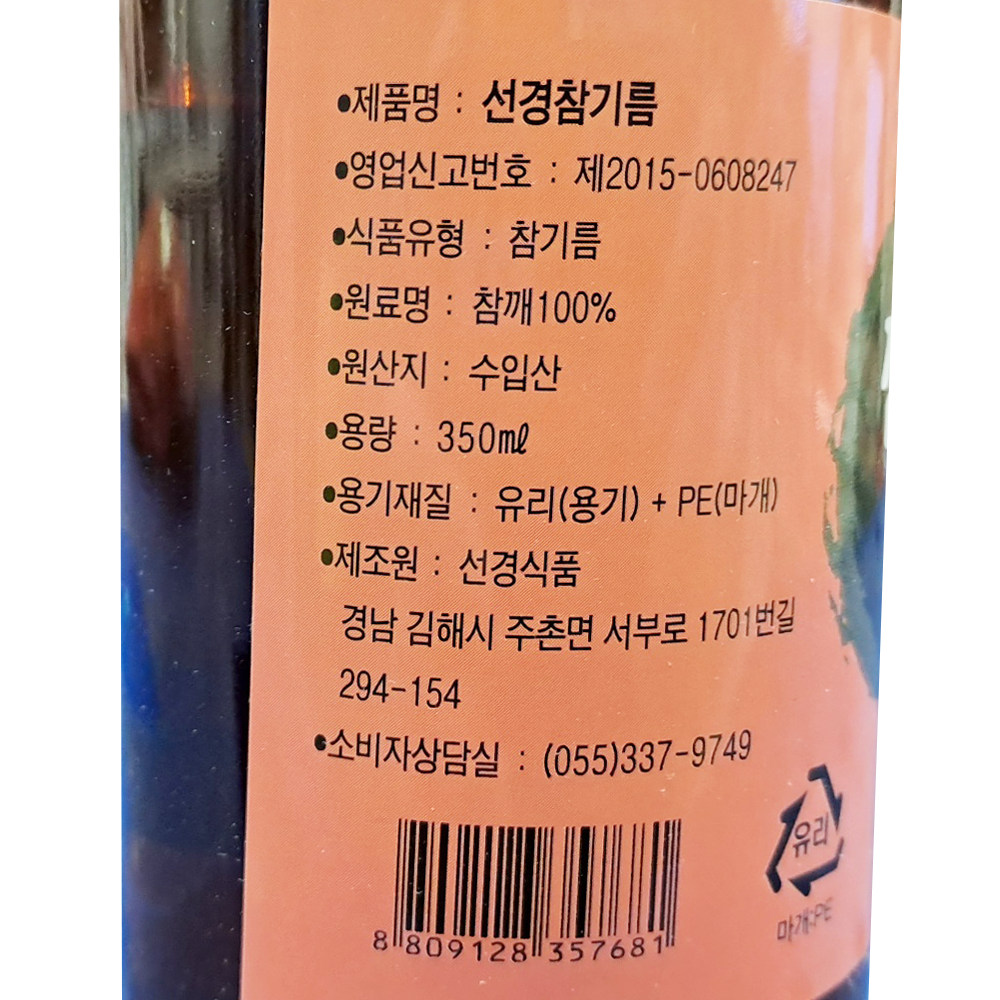 ●제품명 : 선경참기름
●영업신고번호 : 제2015-0608247
●식품유형 : 참기름
●원료명 : 참깨100%
●원산지 : 수입산
●용량 : 350㎖
●용기재질 : 유리(용기) + PE(마개)
●제조원 : 선경식품
경남 김해시 주촌면 서부로 1701번길
294-154
●소비자상담실 : (055)337-9749
유리
마개:PE
8 809128 357681